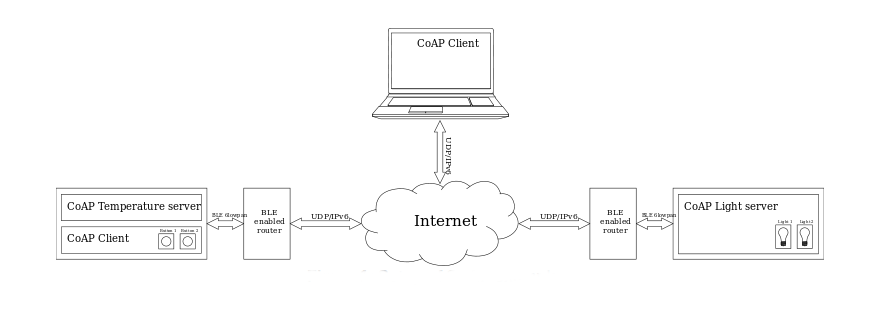 CoAP Client
UDP/IPv6
CoAP Temperature server
CoAP Client
Button 1
Button 2
BLE 6lowpan
BLE
enabled
router
UDP/IPv6
Internet
UDP/IPv6
BLE
enabled
router
BLE 6lowpan
CoAP Light server
Light 1
Light 2